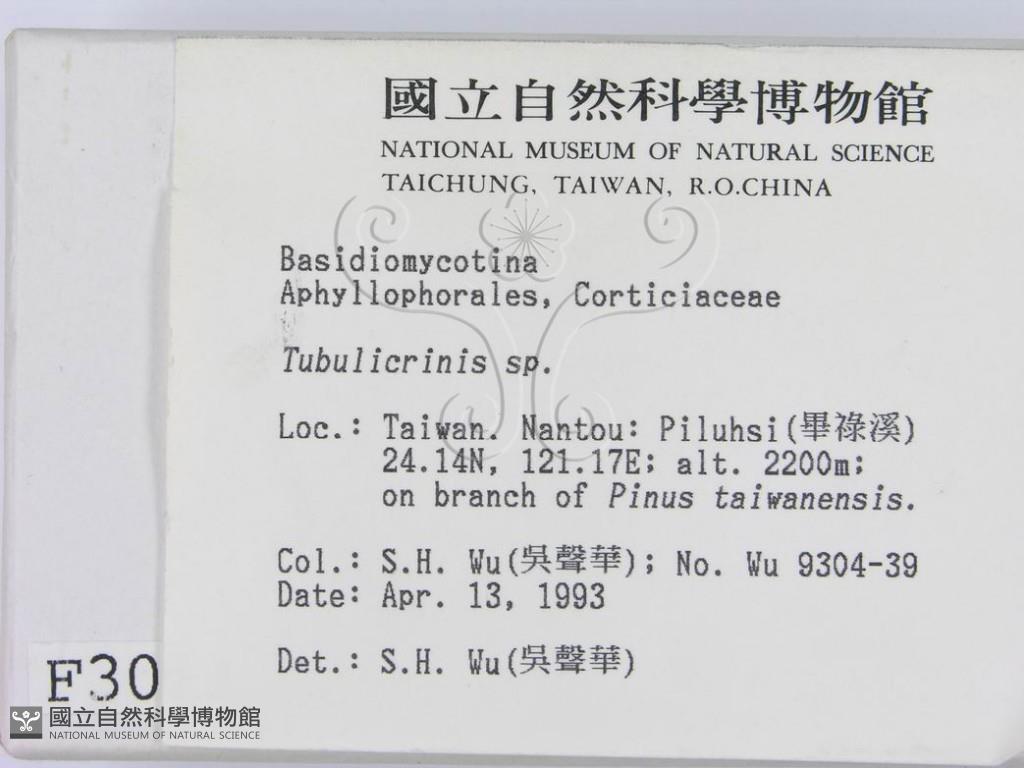 國立自然科學博物館
NATIONAL MUSEUM OF NATURAL SCIENCE
TAICHUNG, TAIWAN, R.O.CHINA
Basidiomycotina
Aphyllophorales, Corticiaceae
Tubulicrinis sp.
Loc.: Taiwan. Nantou: Piluhsi(畢祿溪)
24.14N, 121.17E; alt. 2200m;
on branch of Pinus taiwanensis.
Col.: S.H. Wu(吳聲華); No. Wu 9304-39
Date: Apr. 13, 1993
Det.: S.H. Wu(吳聲華)
F30
國立自然科學博物館
NATIONAL MUSEUM OF NATURAL SCIENCE